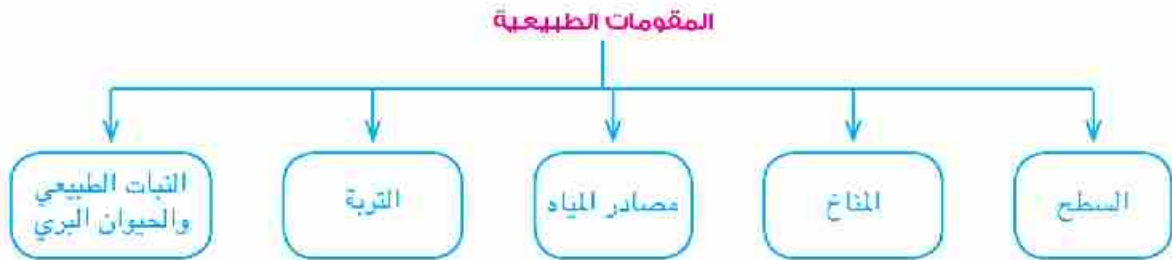 المقومات الطبيعية
السطح
المناخ
مصادر المياه
التربة
النبات الطبيعي
والحيوان البري